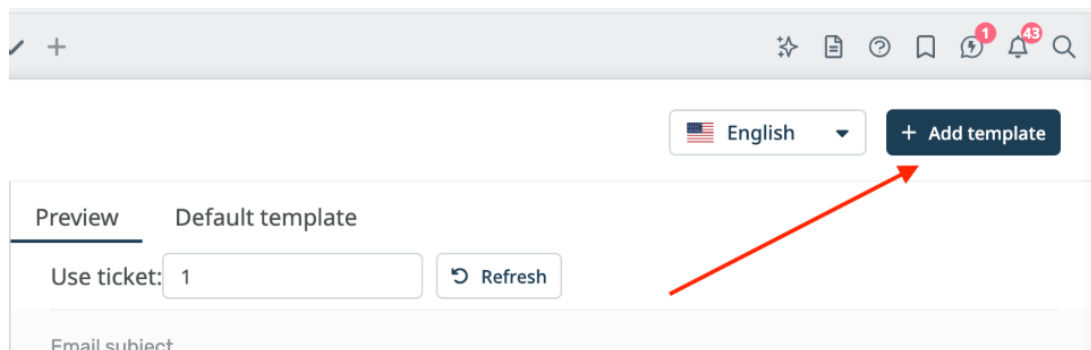 1
43
English
+ Add template
Preview
Default template
Use ticket:
1
Refresh
Email subject